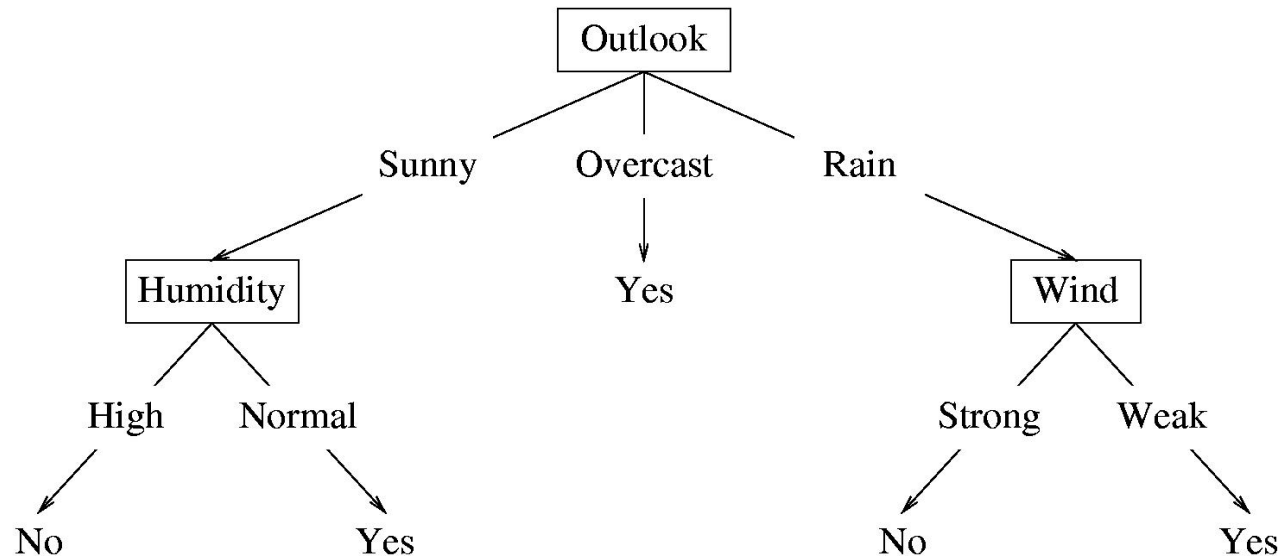 Outlook
Sunny Overcast Rain
Humidity Yes Wind
High Normal Strong Weak
No Yes No Yes